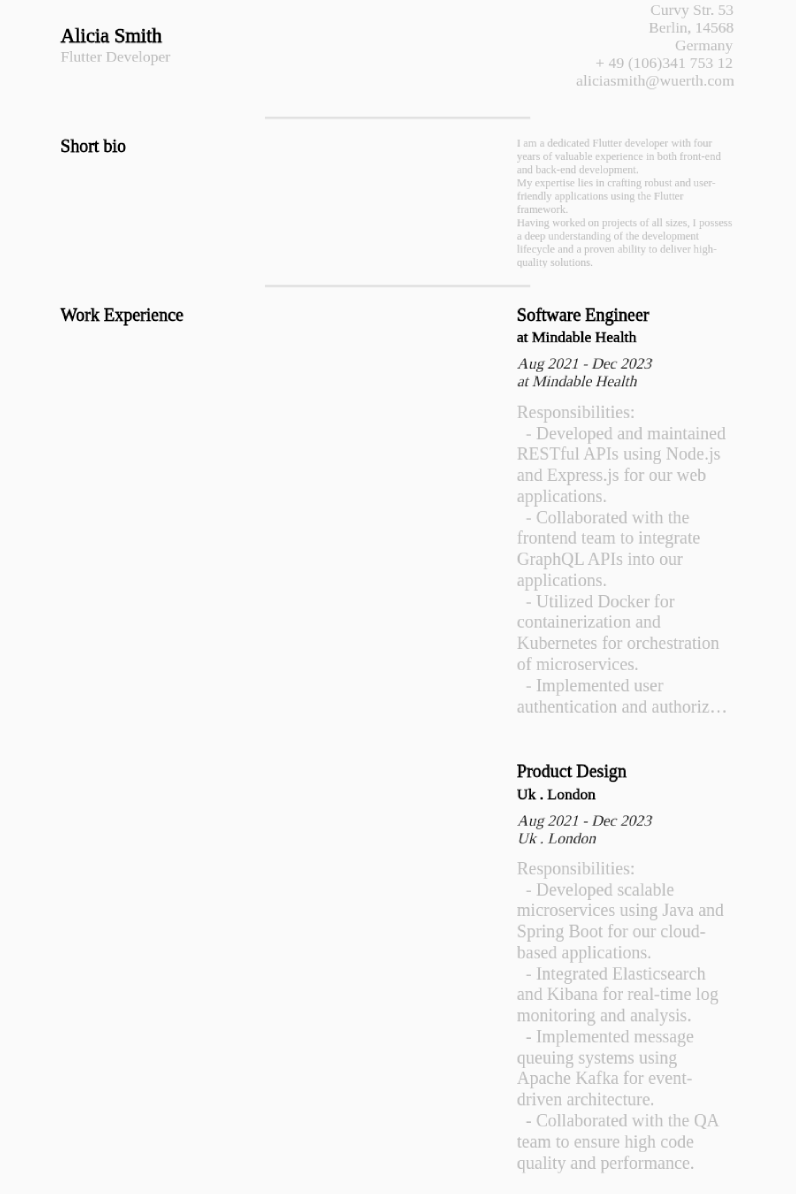 Alicia Smith
Flutter Developer
Curvy Str. 53
Berlin, 14568
Germany
+ 49 (106)341 753 12
aliciasmith@wuerth.com
Short bio
I am a dedicated Flutter developer with four
years of valuable experience in both front-end
and back-end development.
My expertise lies in crafting robust and user-
friendly applications using the Flutter
framework.
Having worked on projects of all sizes, I possess
a deep understanding of the development
lifecycle and a proven ability to deliver high-
quality solutions.
Work Experience
Software Engineer
at Mindable Health
Aug 2021 - Dec 2023
at Mindable Health
Responsibilities:
- Developed and maintained
RESTful APIs using Node.js
and Express.js for our web
applications.
- Collaborated with the
frontend team to integrate
GraphQL APIs into our
applications.
- Utilized Docker for
containerization and
Kubernetes for orchestration
of microservices.
- Implemented user
authentication and authoriz…
Product Design
Uk . London
Aug 2021 - Dec 2023
Uk . London
Responsibilities:
- Developed scalable
microservices using Java and
Spring Boot for our cloud-
based applications.
- Integrated Elasticsearch
and Kibana for real-time log
monitoring and analysis.
- Implemented message
queuing systems using
Apache Kafka for event-
driven architecture.
- Collaborated with the QA
team to ensure high code
quality and performance.